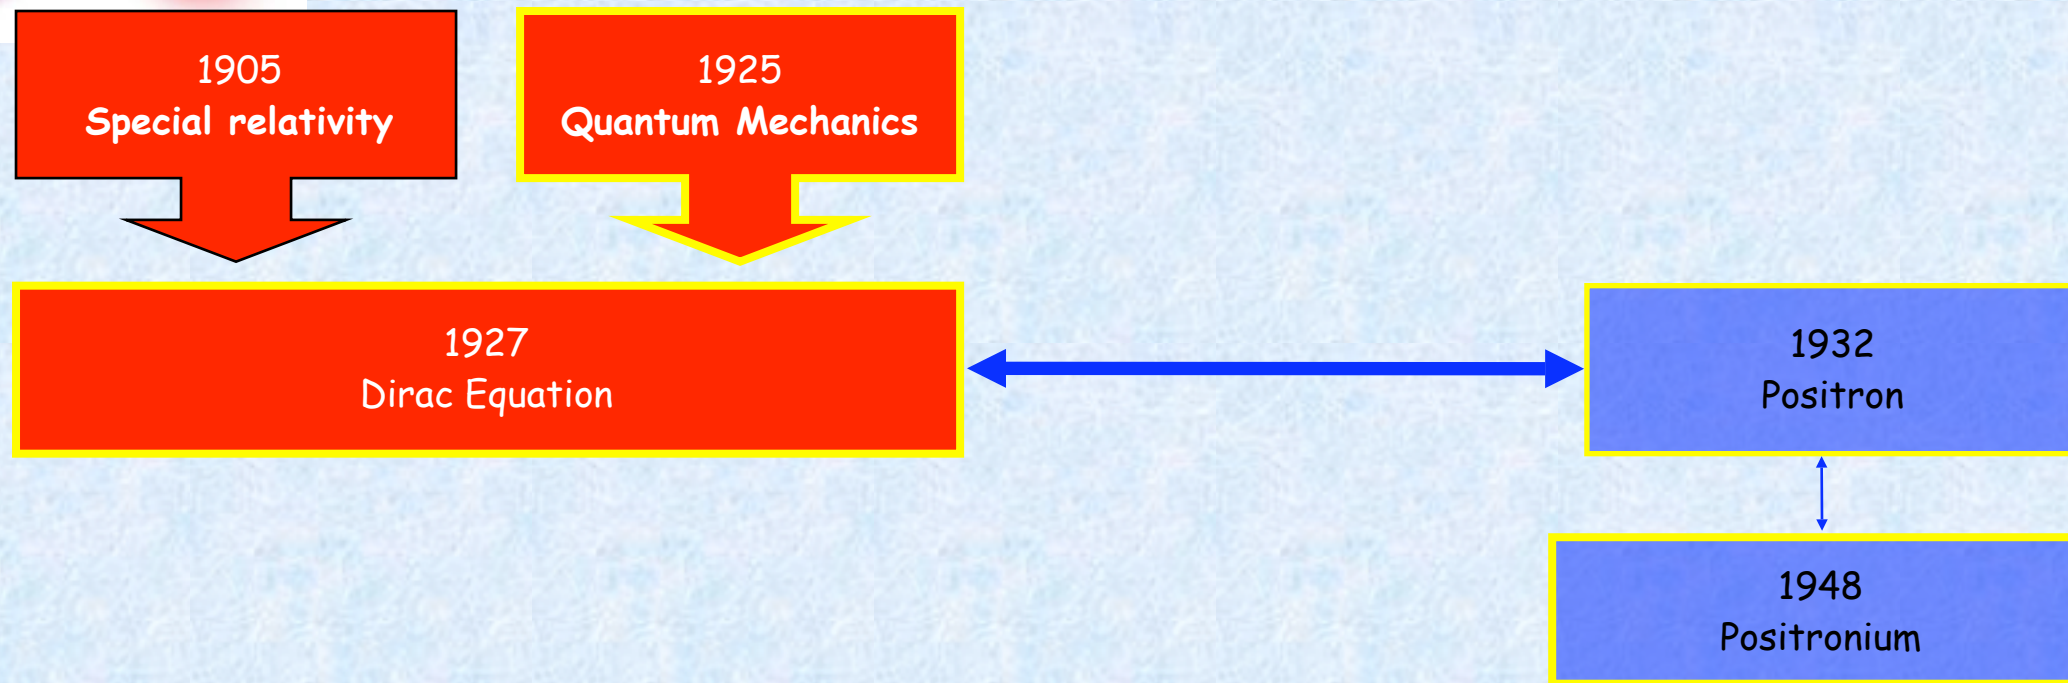 1905
Special relativity
1925
Quantum Mechanics
1927
Dirac Equation
1932
Positron
1948
Positronium